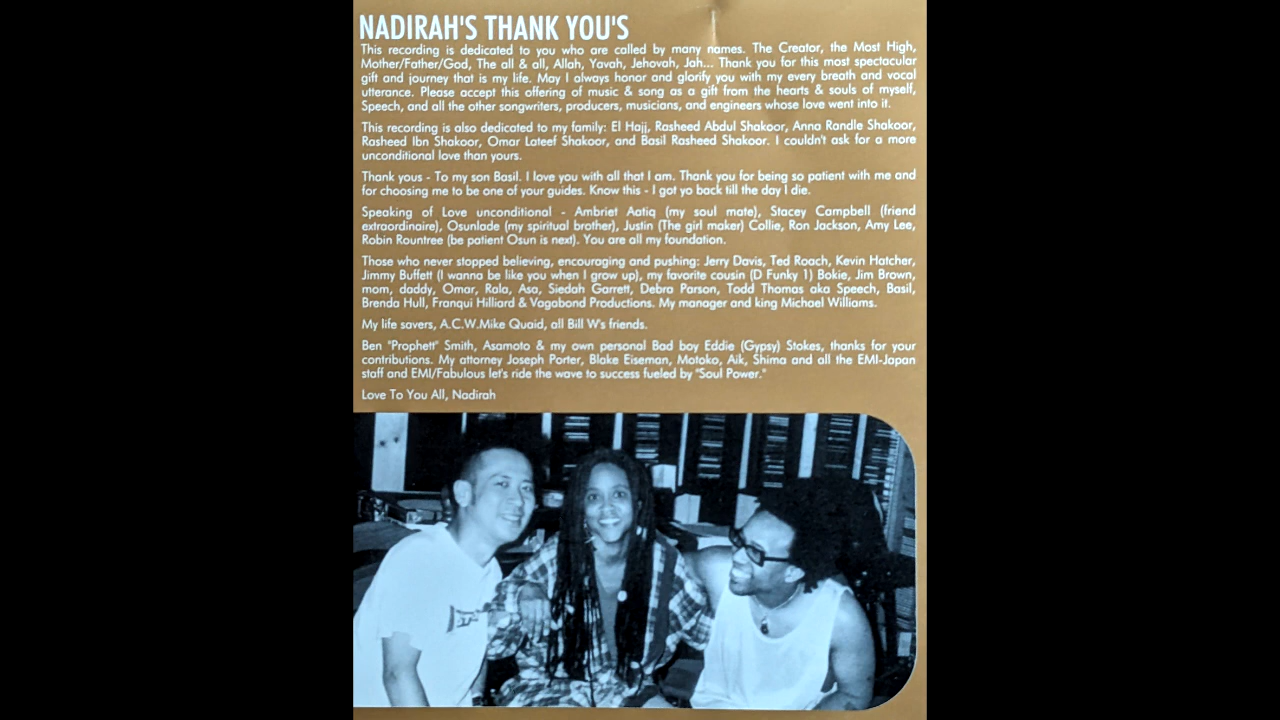 NADIRAH'S THANK YOU'S
This recording is dedicated to you who are called by many names. The Creator, the Most High,
Mother/Father/God, The all & all, Allah, Yavah, Jehovah, Jah... Thank you for this most spectacular
gift and journey that is my life. May I always honor and glorify you with my every breath and vocal
utterance. Please accept this offering of music & song as a gift from the hearts & souls of myself,
Speech, and all the other songwriters, producers, musicians, and engineers whose love went into it.
This recording is also dedicated to my family: El Hajj, Rasheed Abdul Shakoor, Anna Randle Shakoor,
Rasheed Ibn Shakoor, Omar Lateef Shakoor, and Basil Rasheed Shakoor. I couldn't ask for a more
unconditional love than yours.
Thank yous - To my son Basil. I love you with all that I am. Thank you for being so patient with me and
for choosing me to be one of your guides. Know this - I got yo back till the day I die.
Speaking of Love unconditional - Ambriet Aatiq (my soul mate), Stacey Campbell (friend
extraordinaire), Osunlade (my spiritual brother), Justin (The girl maker) Collie, Ron Jackson, Amy Lee,
Robin Rountree (be patient Osun is next). You are all my foundation.
Those who never stopped believing, encouraging and pushing: Jerry Davis, Ted Roach, Kevin Hatcher,
Jimmy Buffett (I wanna be like you when I grow up), my favorite cousin (D Funky 1) Bokie, Jim Brown,
mom, daddy, Omar, Rala, Asa, Siedah Garrett, Debra Parson, Todd Thomas aka Speech, Basil,
Brenda Hull, Franqui Hilliard & Vagabond Productions. My manager and king Michael Williams.
My life savers, A.C.W.Mike Quaid, all Bill W's friends.
Ben "Prophett" Smith, Asamoto & my own personal Bad boy Eddie (Gypsy) Stokes, thanks for your
contributions. My attorney Joseph Porter, Blake Eiseman, Motoko, Aik, Shima and all the EMI-Japan
staff and EMI/Fabulous let's ride the wave to success fueled by "Soul Power."
Love To You All, Nadirah